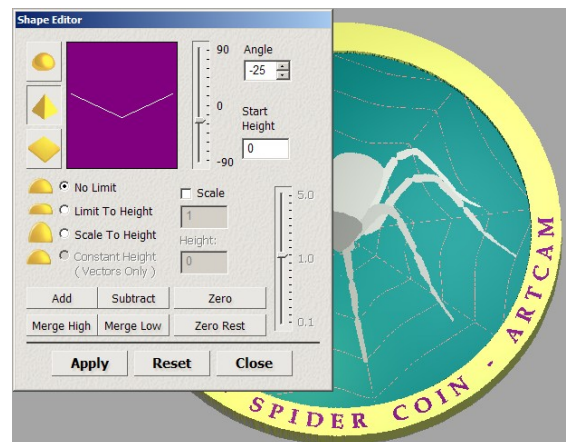 Shape Editor
90
0
-90
Angle
-25
Start
Height
0
No Limit
Limit To Height
Scale To Height
Constant Height
( Vectors Only )
Scale
1
Height:
0
5.0
1.0
0.1
Add
Subtract
Zero
Merge High
Merge Low
Zero Rest
Apply
Reset
Close
SPIDER COIN - ARTCAM